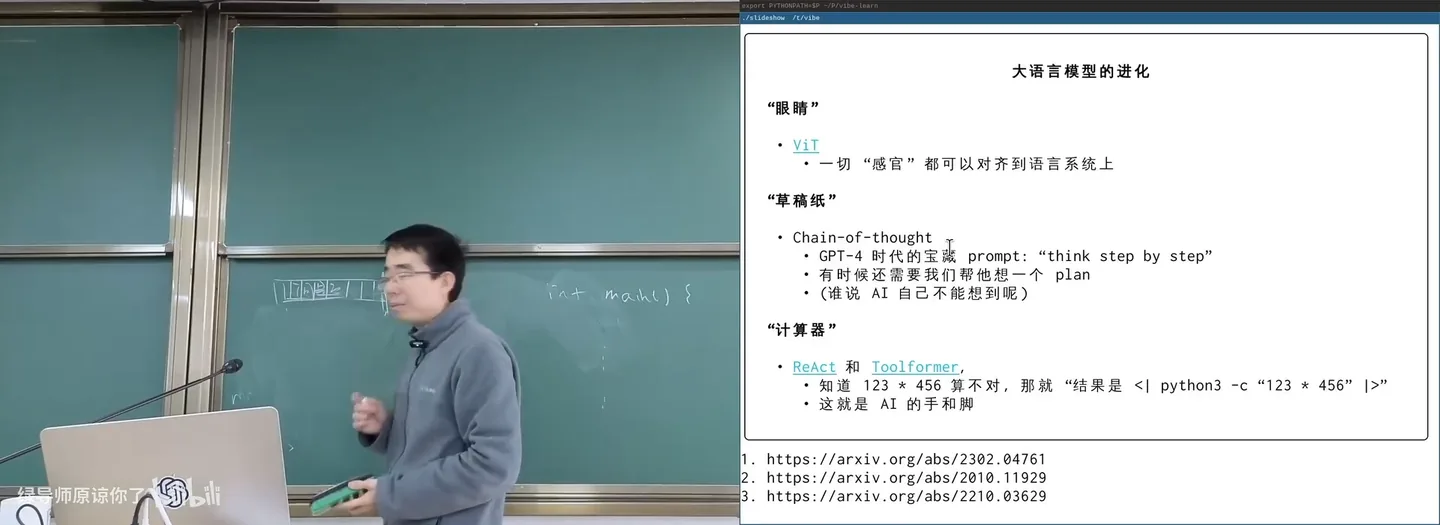 int main() {
绿导师原谅你了 bilibili
export PYTHONPATH=$P ~/P/vibe-learn
./slideshow /t/vibe
大语言模型的进化
“眼睛”
• ViT
• 一切 “感官” 都可以对齐到语言系统上
“草稿纸”
• Chain-of-thought
• GPT-4 时代的宝藏 prompt: “think step by step”
• 有时候还需要我们帮他想一个 plan
• (谁说 AI 自己不能想到呢)
“计算器”
• ReAct 和 Toolformer,
• 知道 123 * 456 算不对, 那就 “结果是 <| python3 -c “123 * 456” |>”
• 这就是 AI 的手和脚
1. https://arxiv.org/abs/2302.04761
2. https://arxiv.org/abs/2010.11929
3. https://arxiv.org/abs/2210.03629